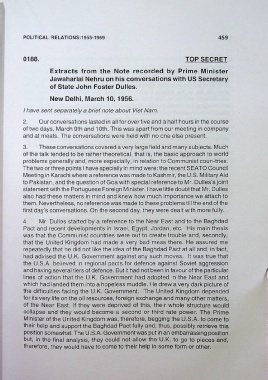 POLITICAL RELATIONS:1955-1969 459
0188. TOP SECRET
Extracts from the Note recorded by Prime Minister
Jawaharlal Nehru on his conversations with US Secretary
of State John Foster Dulles.
New Delhi, March 10, 1956.
I have sent separately a brief note about Viet Nam.
2. Our conversations lasted in all for over five and a half hours in the course
of two days, March 9th and 10th. This was apart from our meeting in company
and at meals. The conversations were held with no one else present.
3. These conversations covered a very large field and many subjects. Much
of the talk tended to be rather theoretical, that is, the basic approach to world
problems generally and, more especially, in relation to Communist coun-tries.
The two or three points I have specially in mind were: the recent SEATO Council
Meeting in Karachi where a reference was made to Kashmir, the U.S. Military Aid
to Pakistan, and the question of Goa with special reference to Mr. Dulles's joint
statement with the Portuguese Foreign Minister. I have little doubt that Mr. Dulles
also had these matters in mind and knew how much importance we attach to
them. Nevertheless, no reference was made to these problems till the end of the
first day's conversations. On the second day, they were dealt with more fully.
4. Mr. Dulles started by a reference to the Near East and to the Baghdad
Pact and recent developments in Israel, Egypt, Jordan, etc. His main thesis
was that the Communist countries were out to create trouble and, secondly,
that the United Kingdom had made a very bad mess there. He assured me
repeatedly that he did not like the idea of the Baghdad Pact at all and, in fact,
had advised the U.K. Government against any such moves. It was true that
the U.S.A. believed in regional pacts for defence against Soviet aggression
and having several tiers of defence. But it had not been in favour of the particular
lines of action that the U.K. Government had adopted in the Near East and
which had landed them into a hopeless muddle. He drew a very dark picture of
the difficulties facing the U.K. Government. The United Kingdom depended
for its very life on the oil resources, foreign exchange and many other matters,
of the Near East. If they were deprived of this, their whole structure would
collapse and they would become a second or third rate power. The Prime
Minister of the United Kingdom was, therefore, begging the U.S.A. to come to
their help and support the Baghdad Pact fully and, thus, possibly retrieve this
position somewhat. The U.S.A. Government was put in an embarrassing position
but, in the final analysis, they could not allow the U.K. to go to pieces and,
therefore, they would have to come to their help in some form or other.